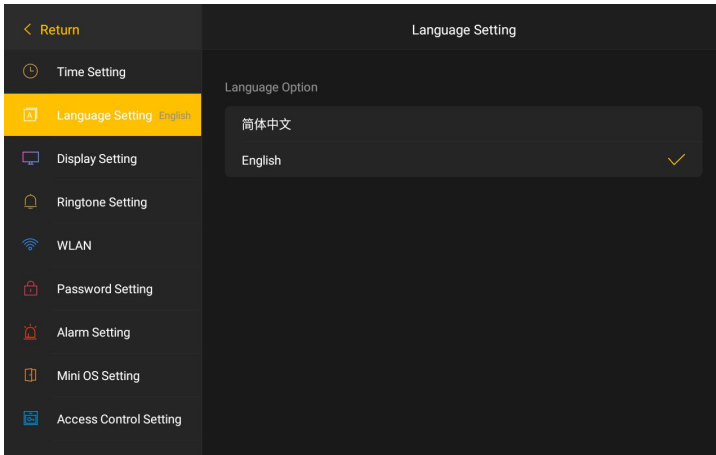 Return
Language Setting
Time Setting
Language Setting English
Display Setting
Ringtone Setting
WLAN
Password Setting
Alarm Setting
Mini OS Setting
Access Control Setting
Language Option
简体中文
English